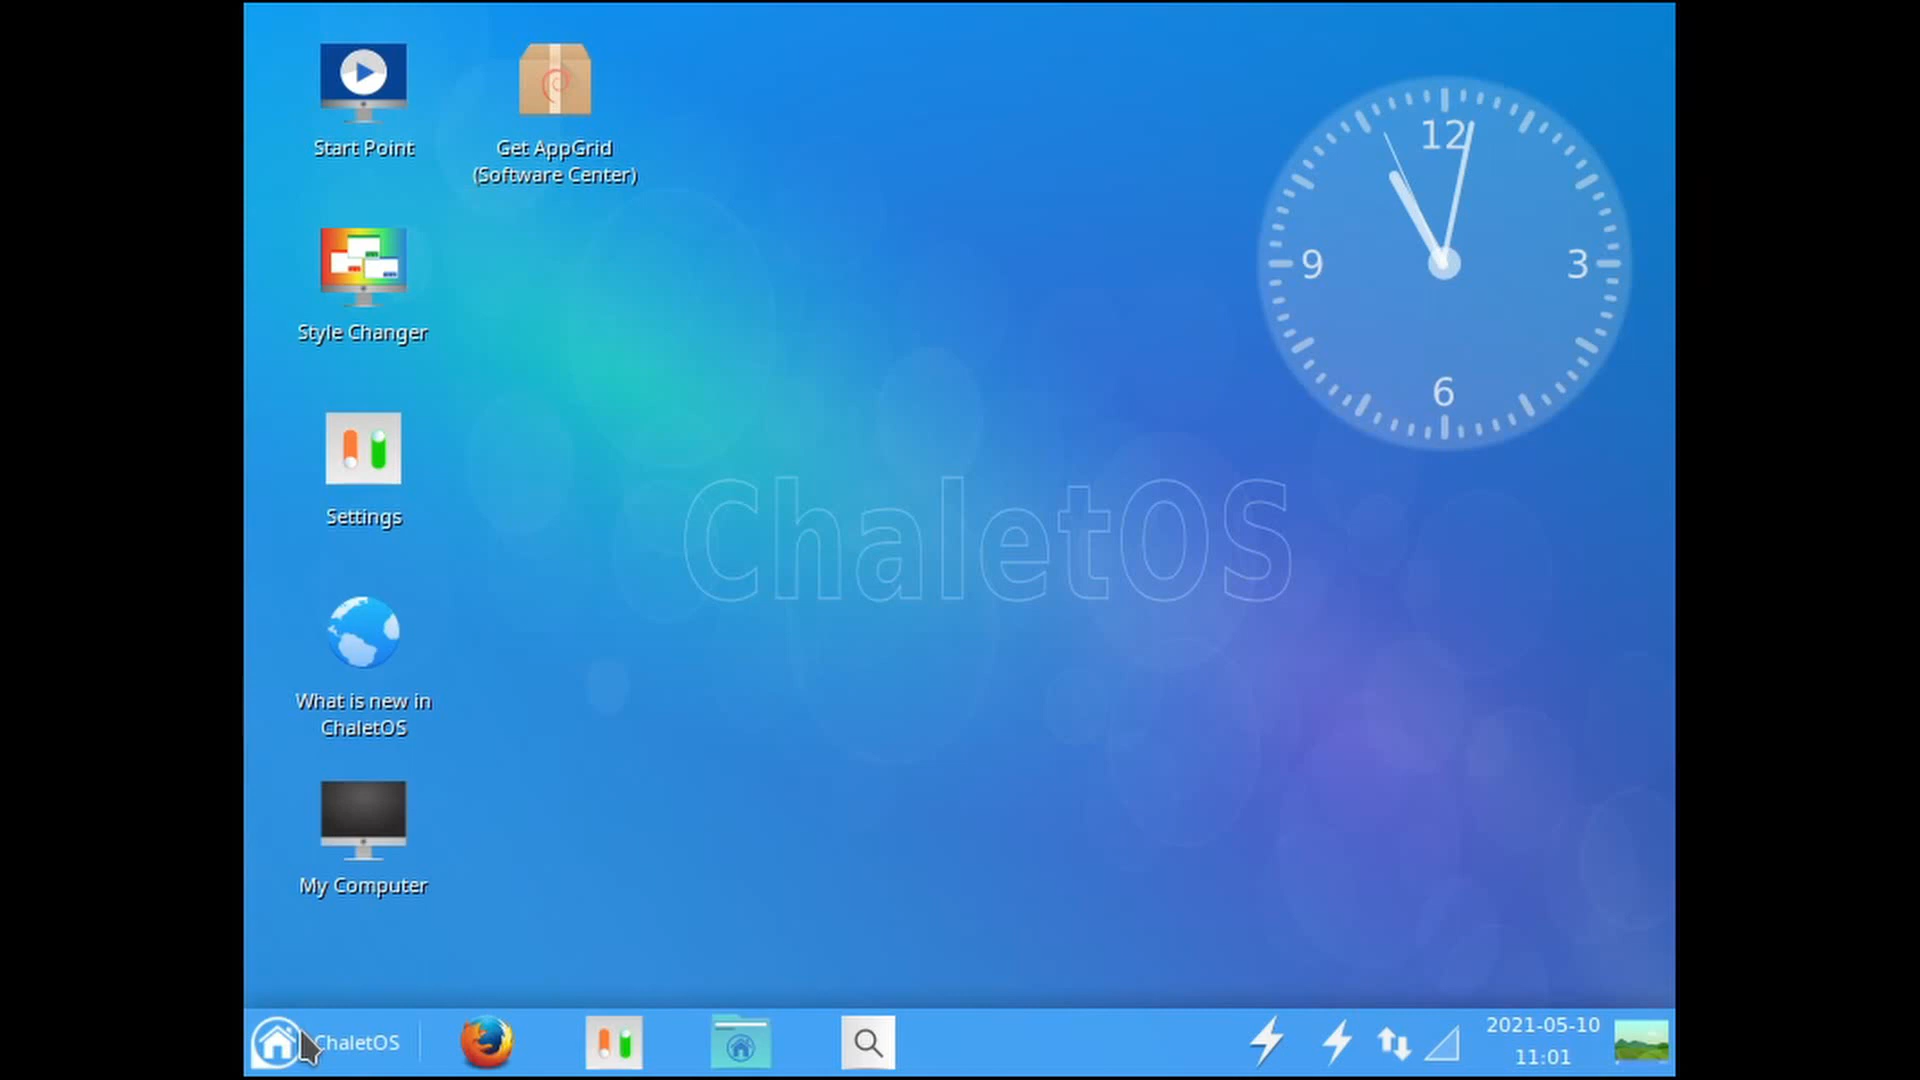 Start Point
Get AppGrid
(Software Center)
Style Changer
Settings
What is new in
ChaletOS
My Computer
12
9
3
6
ChaletOS
ChaletOS
2021-05-10
11:01